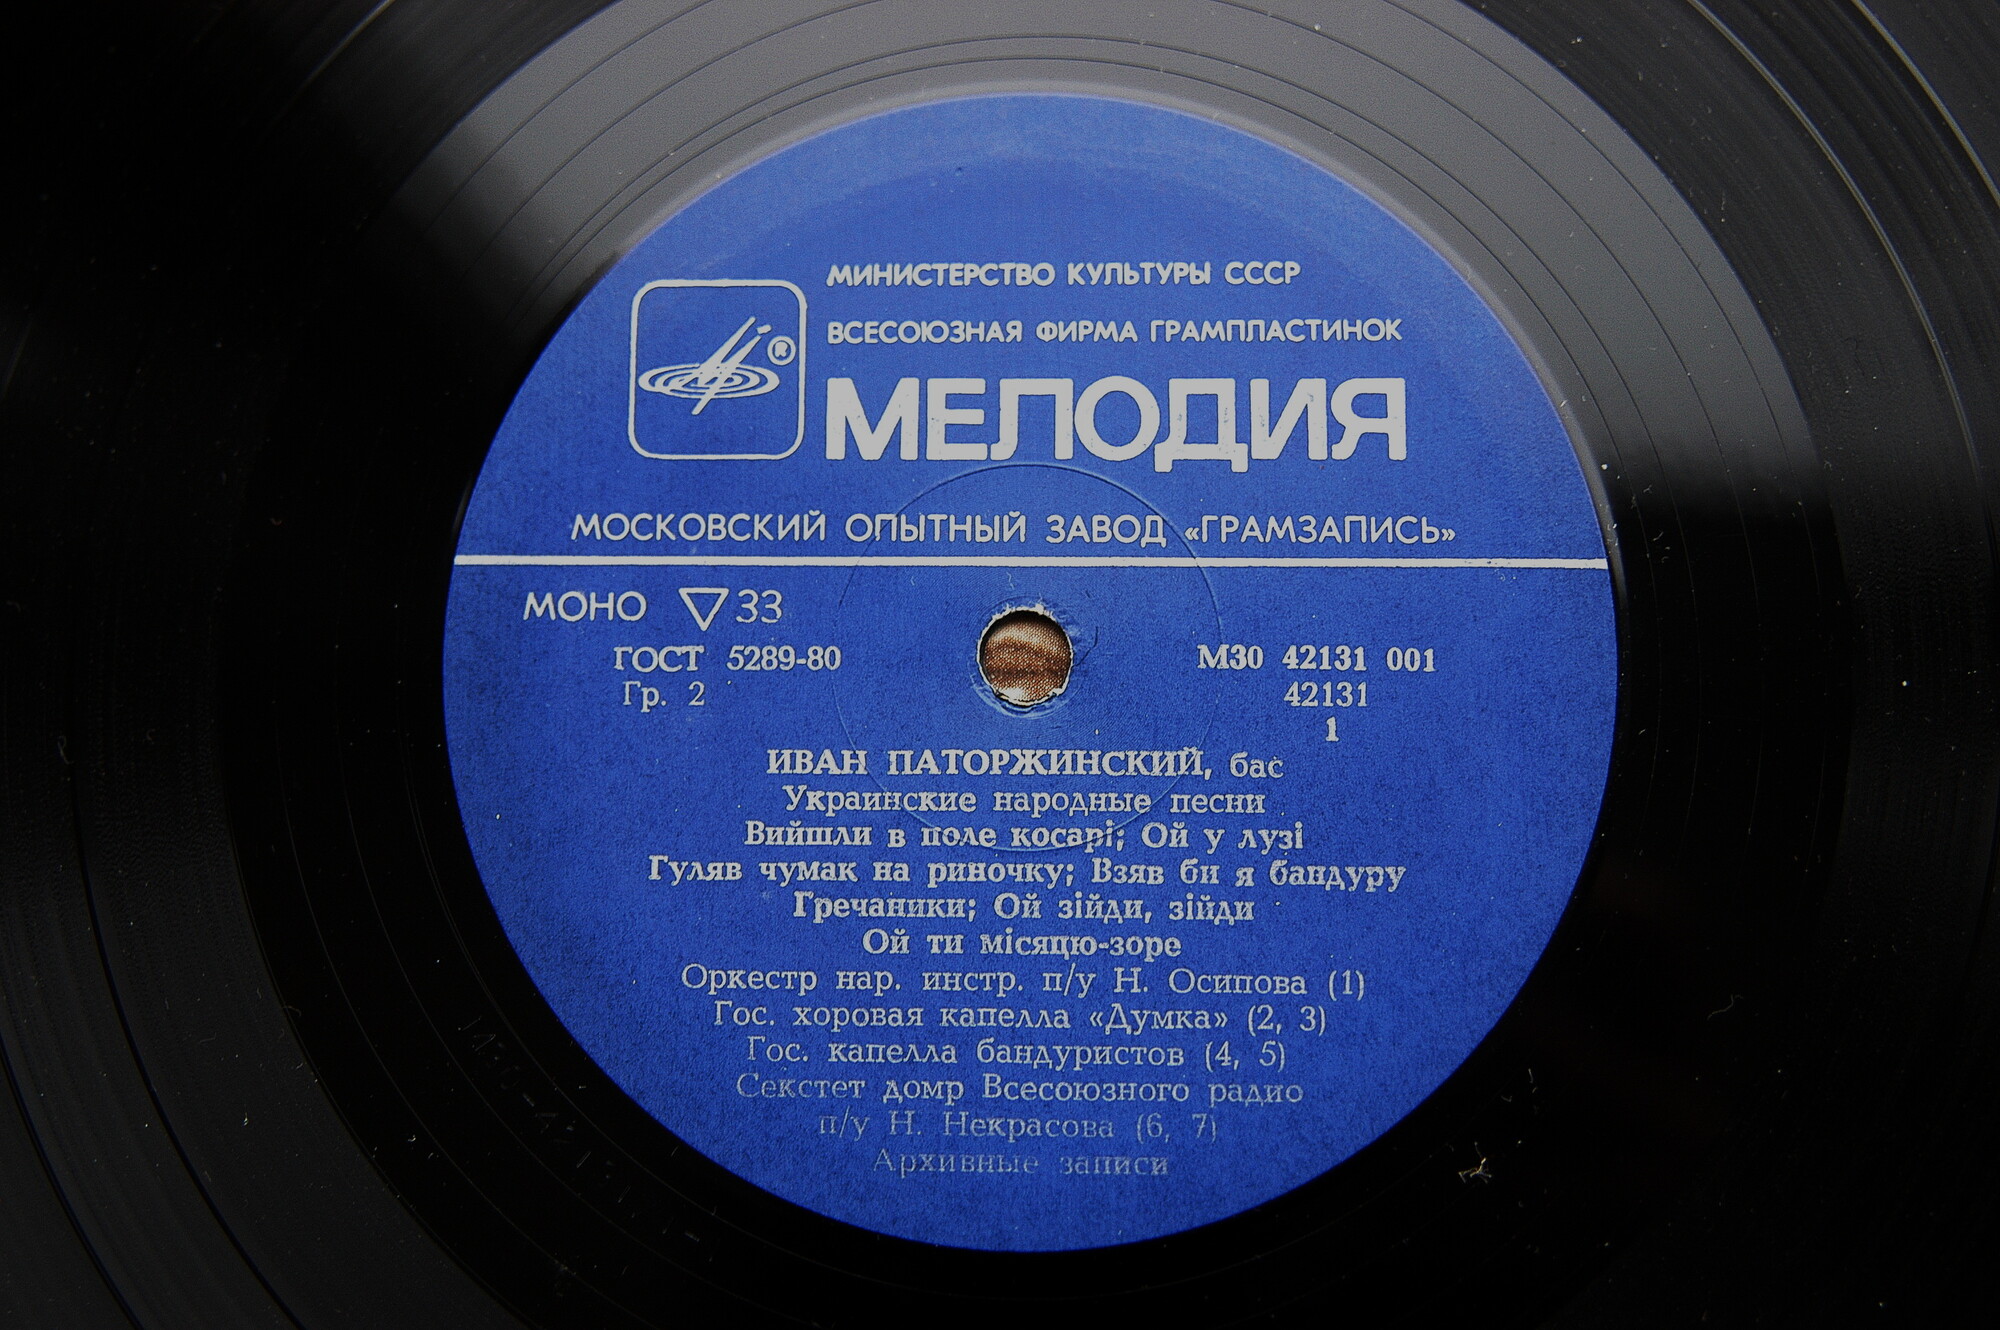 МИНИСТЕРСТВО КУЛЬТУРЫ СССР
ВСЕСОЮЗНАЯ ФИРМА ГРАМПЛАСТИНОК
®
МЕЛОДИЯ
МОСКОВСКИЙ ОПЫТНЫЙ ЗАВОД «ГРАМЗАПИСЬ»
МОНО ▽ 33
ГОСТ 5289-80
Гр. 2
М30 42131 001
42131
1
ИВАН ПАТОРЖИНСКИЙ, бас
Украинские народные песни
Вийшли в поле косарі; Ой у лузі
Гуляв чумак на риночку; Взяв би я бандуру
Гречаники; Ой зійди, зійди
Ой ти місяцю-зоре
Оркестр нар. инстр. п/у Н. Осипова (1)
Гос. хоровая капелла «Думка» (2, 3)
Гос. капелла бандуристов (4, 5)
Секстет домр Всесоюзного радио
п/у Н. Некрасова (6, 7)
Архивные записи